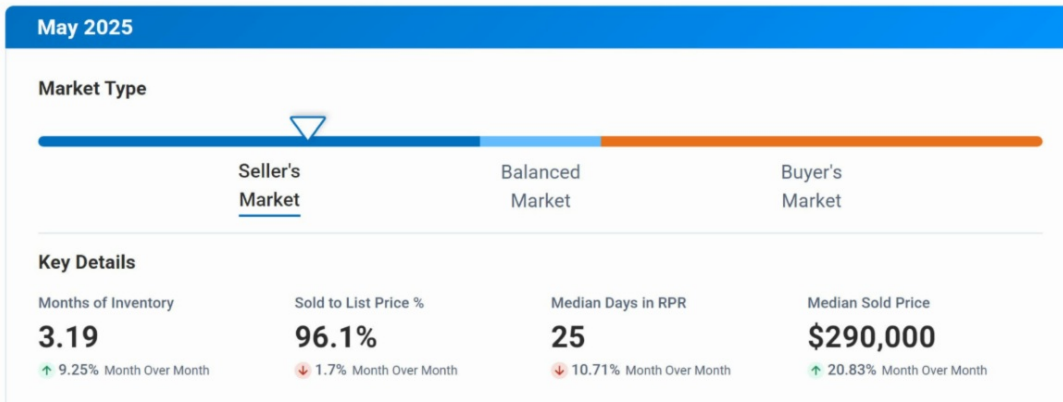 May 2025
Market Type
Seller's
Market
Balanced
Market
Buyer's
Market
Key Details
Months of Inventory
3.19
9.25% Month Over Month
Sold to List Price %
96.1%
1.7% Month Over Month
Median Days in RPR
25
10.71% Month Over Month
Median Sold Price
$290,000
20.83% Month Over Month